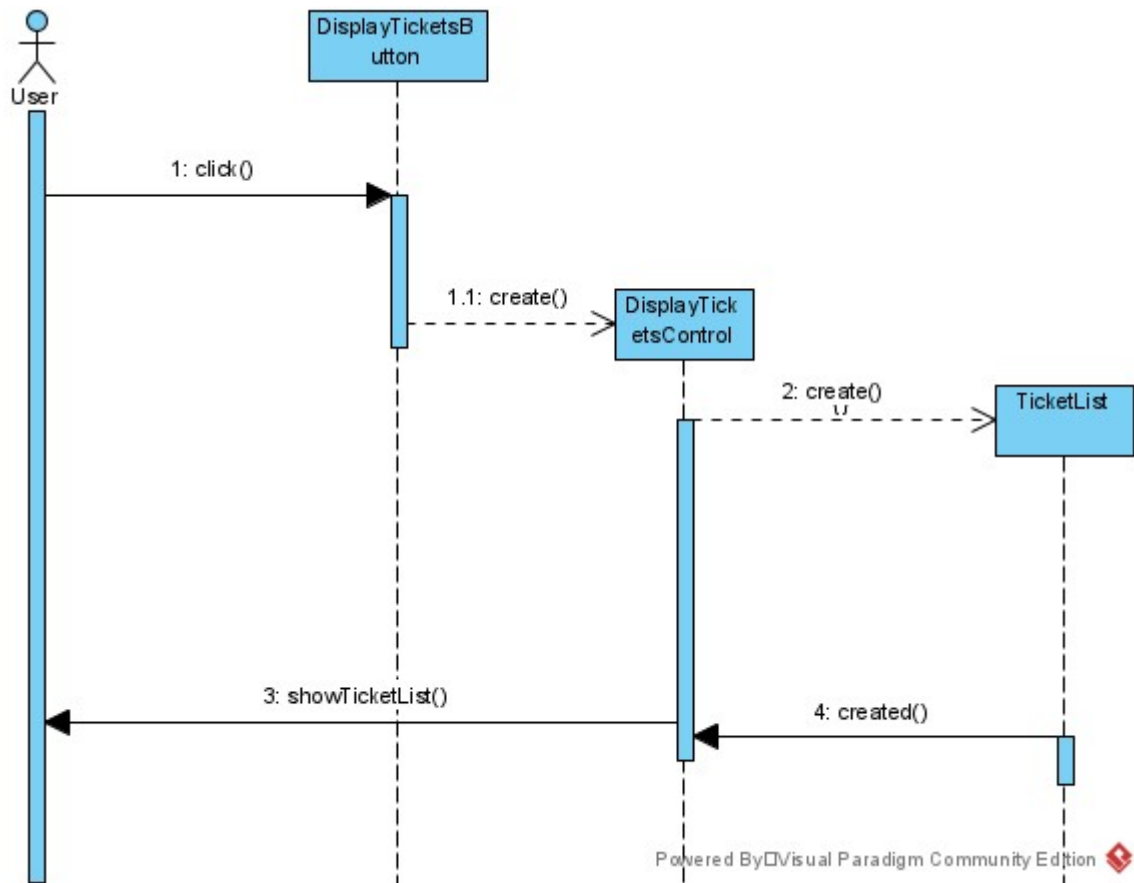 DisplayTicketsB
utton
User
1: click()
1.1: create()
DisplayTick
etsControl
2: create()
TicketList
3: showTicketList()
4: created()
Powered By□Visual Paradigm Community Edition